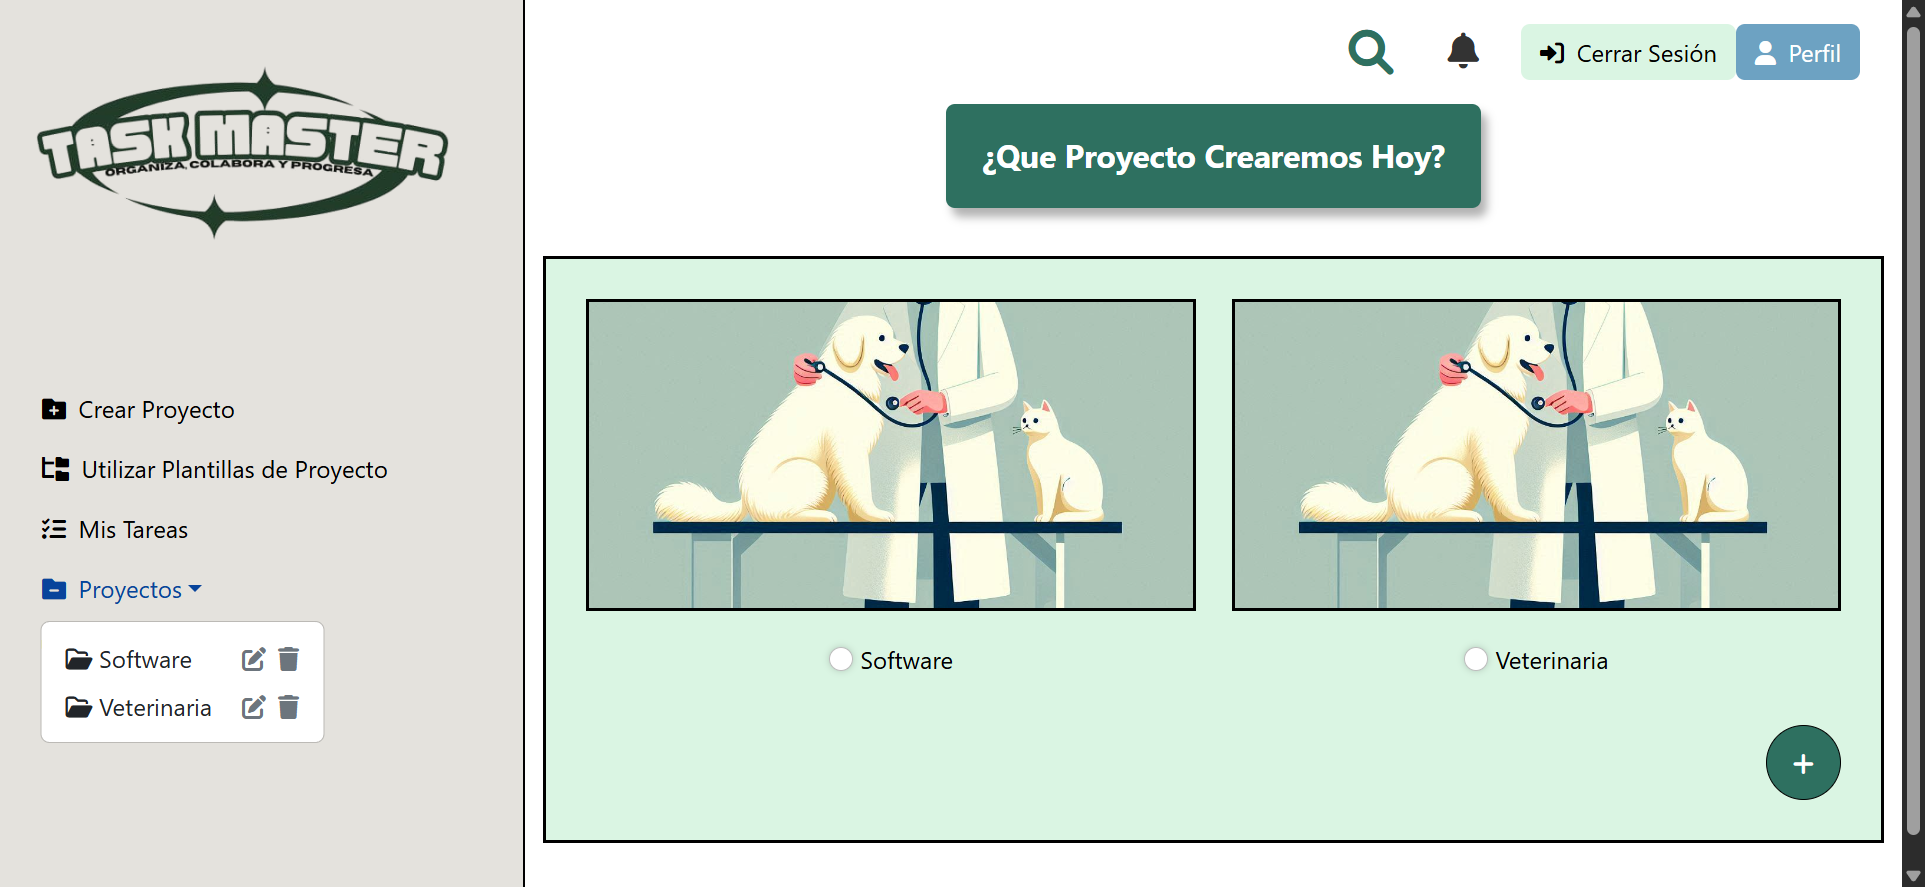 TASK MASTER
ORGANIZA, COLABORA Y PROGRESA
Crear Proyecto
Utilizar Plantillas de Proyecto
Mis Tareas
Proyectos
Software
Veterinaria
Cerrar Sesión
Perfil
¿Que Proyecto Crearemos Hoy?
Software
Veterinaria